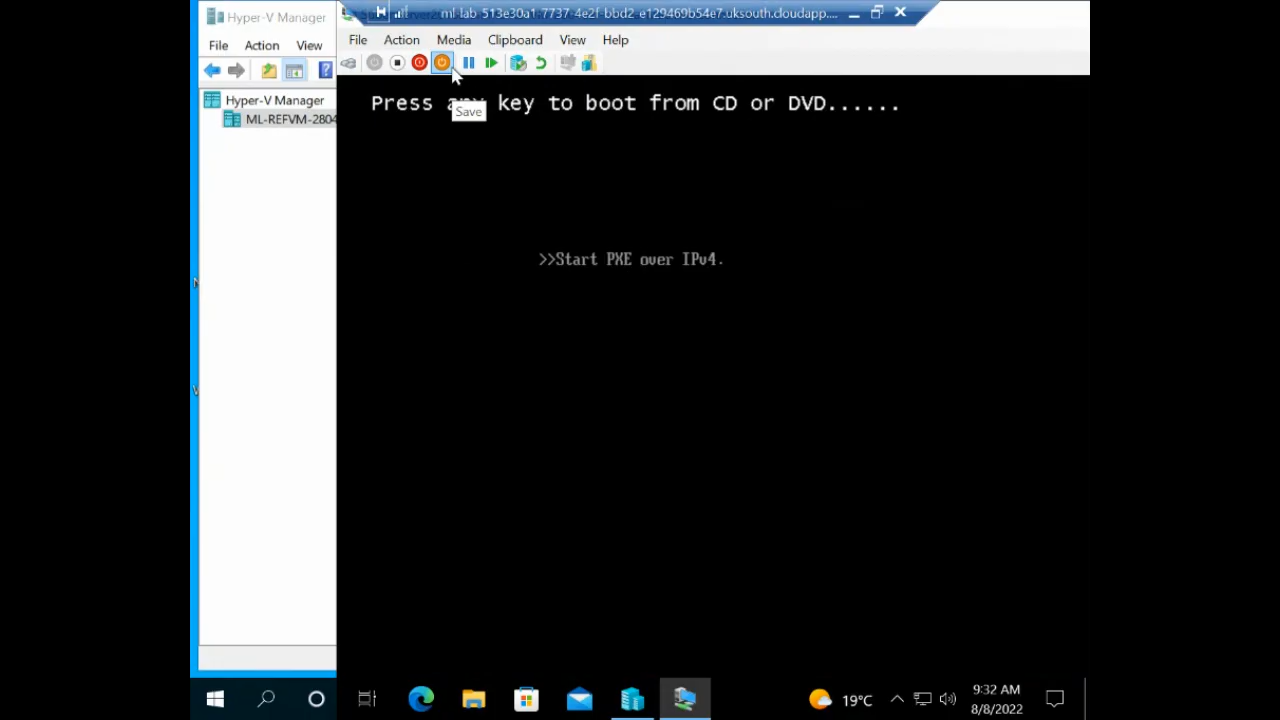 Hyper-V Manager
File Action View
Hyper-V Manager
ML-REFVM-2804
ml-lab-513e30a1-7737-4e2f-bbd2-e129469b54e7.uksouth.cloudapp....
File Action Media Clipboard View Help
Press any key to boot from CD or DVD......
Save
>>Start PXE over IPv4.
19°C
9:32 AM
8/8/2022